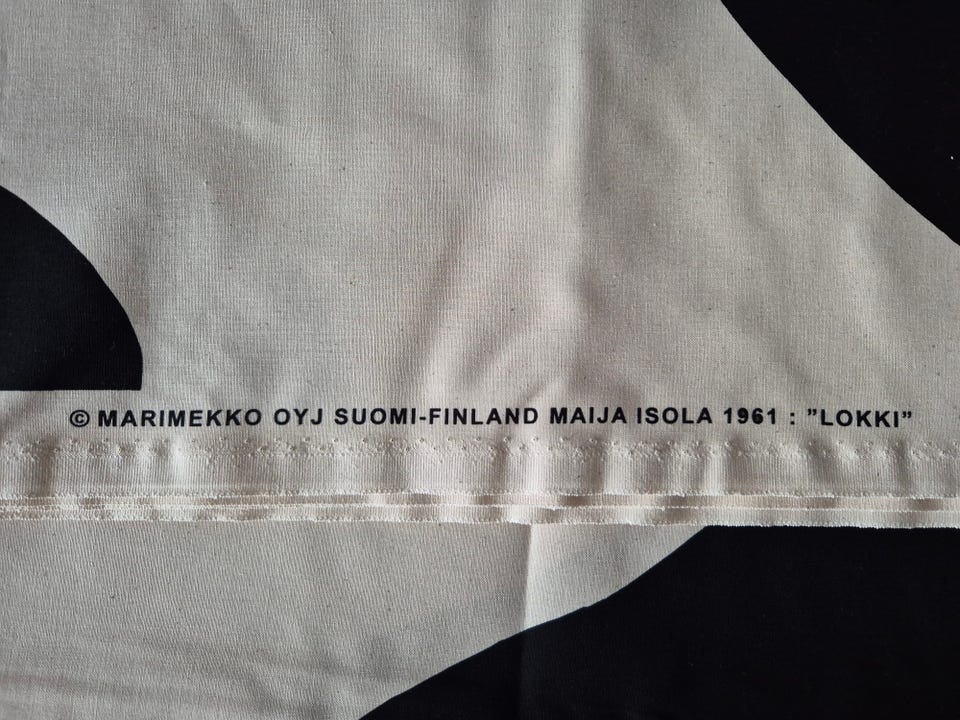 © MARIMEKKO OYJ SUOMI-FINLAND MAIJA ISOLA 1961 : ”LOKKI”